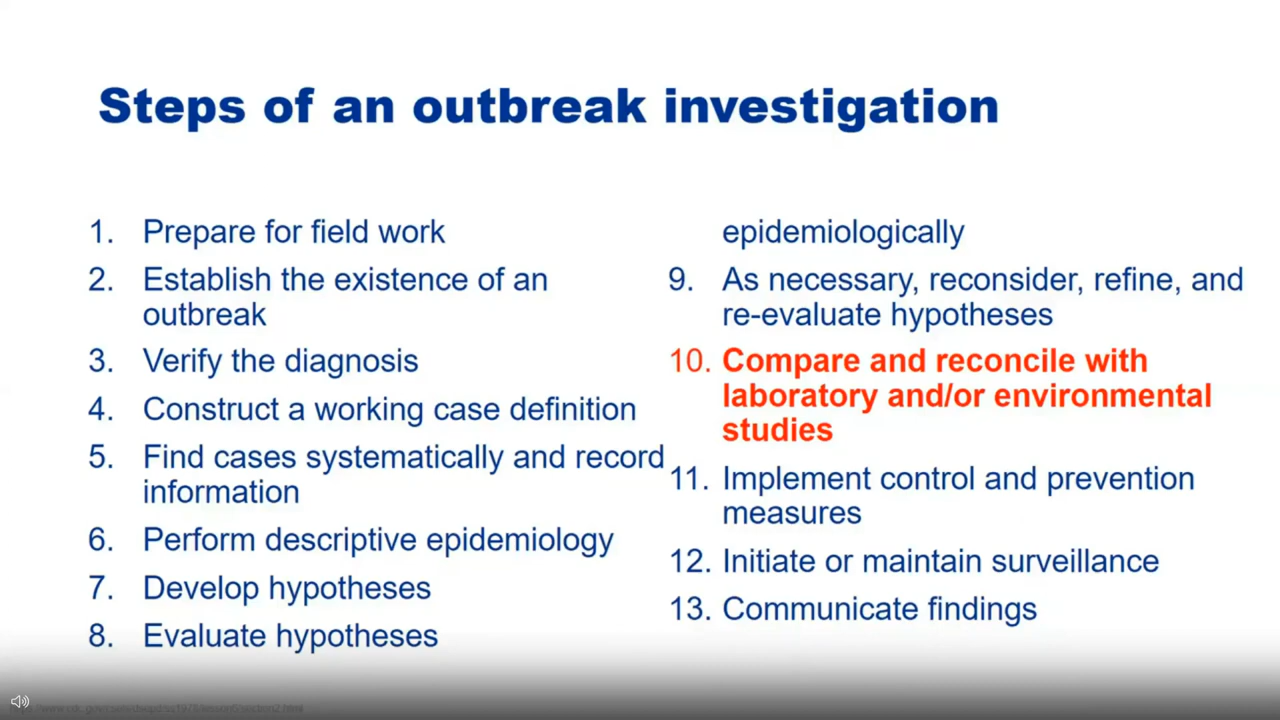 Steps of an outbreak investigation
1. Prepare for field work
2. Establish the existence of an
outbreak
3. Verify the diagnosis
4. Construct a working case definition
5. Find cases systematically and record
information
6. Perform descriptive epidemiology
7. Develop hypotheses
8. Evaluate hypotheses
epidemiologically
9. As necessary, reconsider, refine, and
re-evaluate hypotheses
10. Compare and reconcile with
laboratory and/or environmental
studies
11. Implement control and prevention
measures
12. Initiate or maintain surveillance
13. Communicate findings